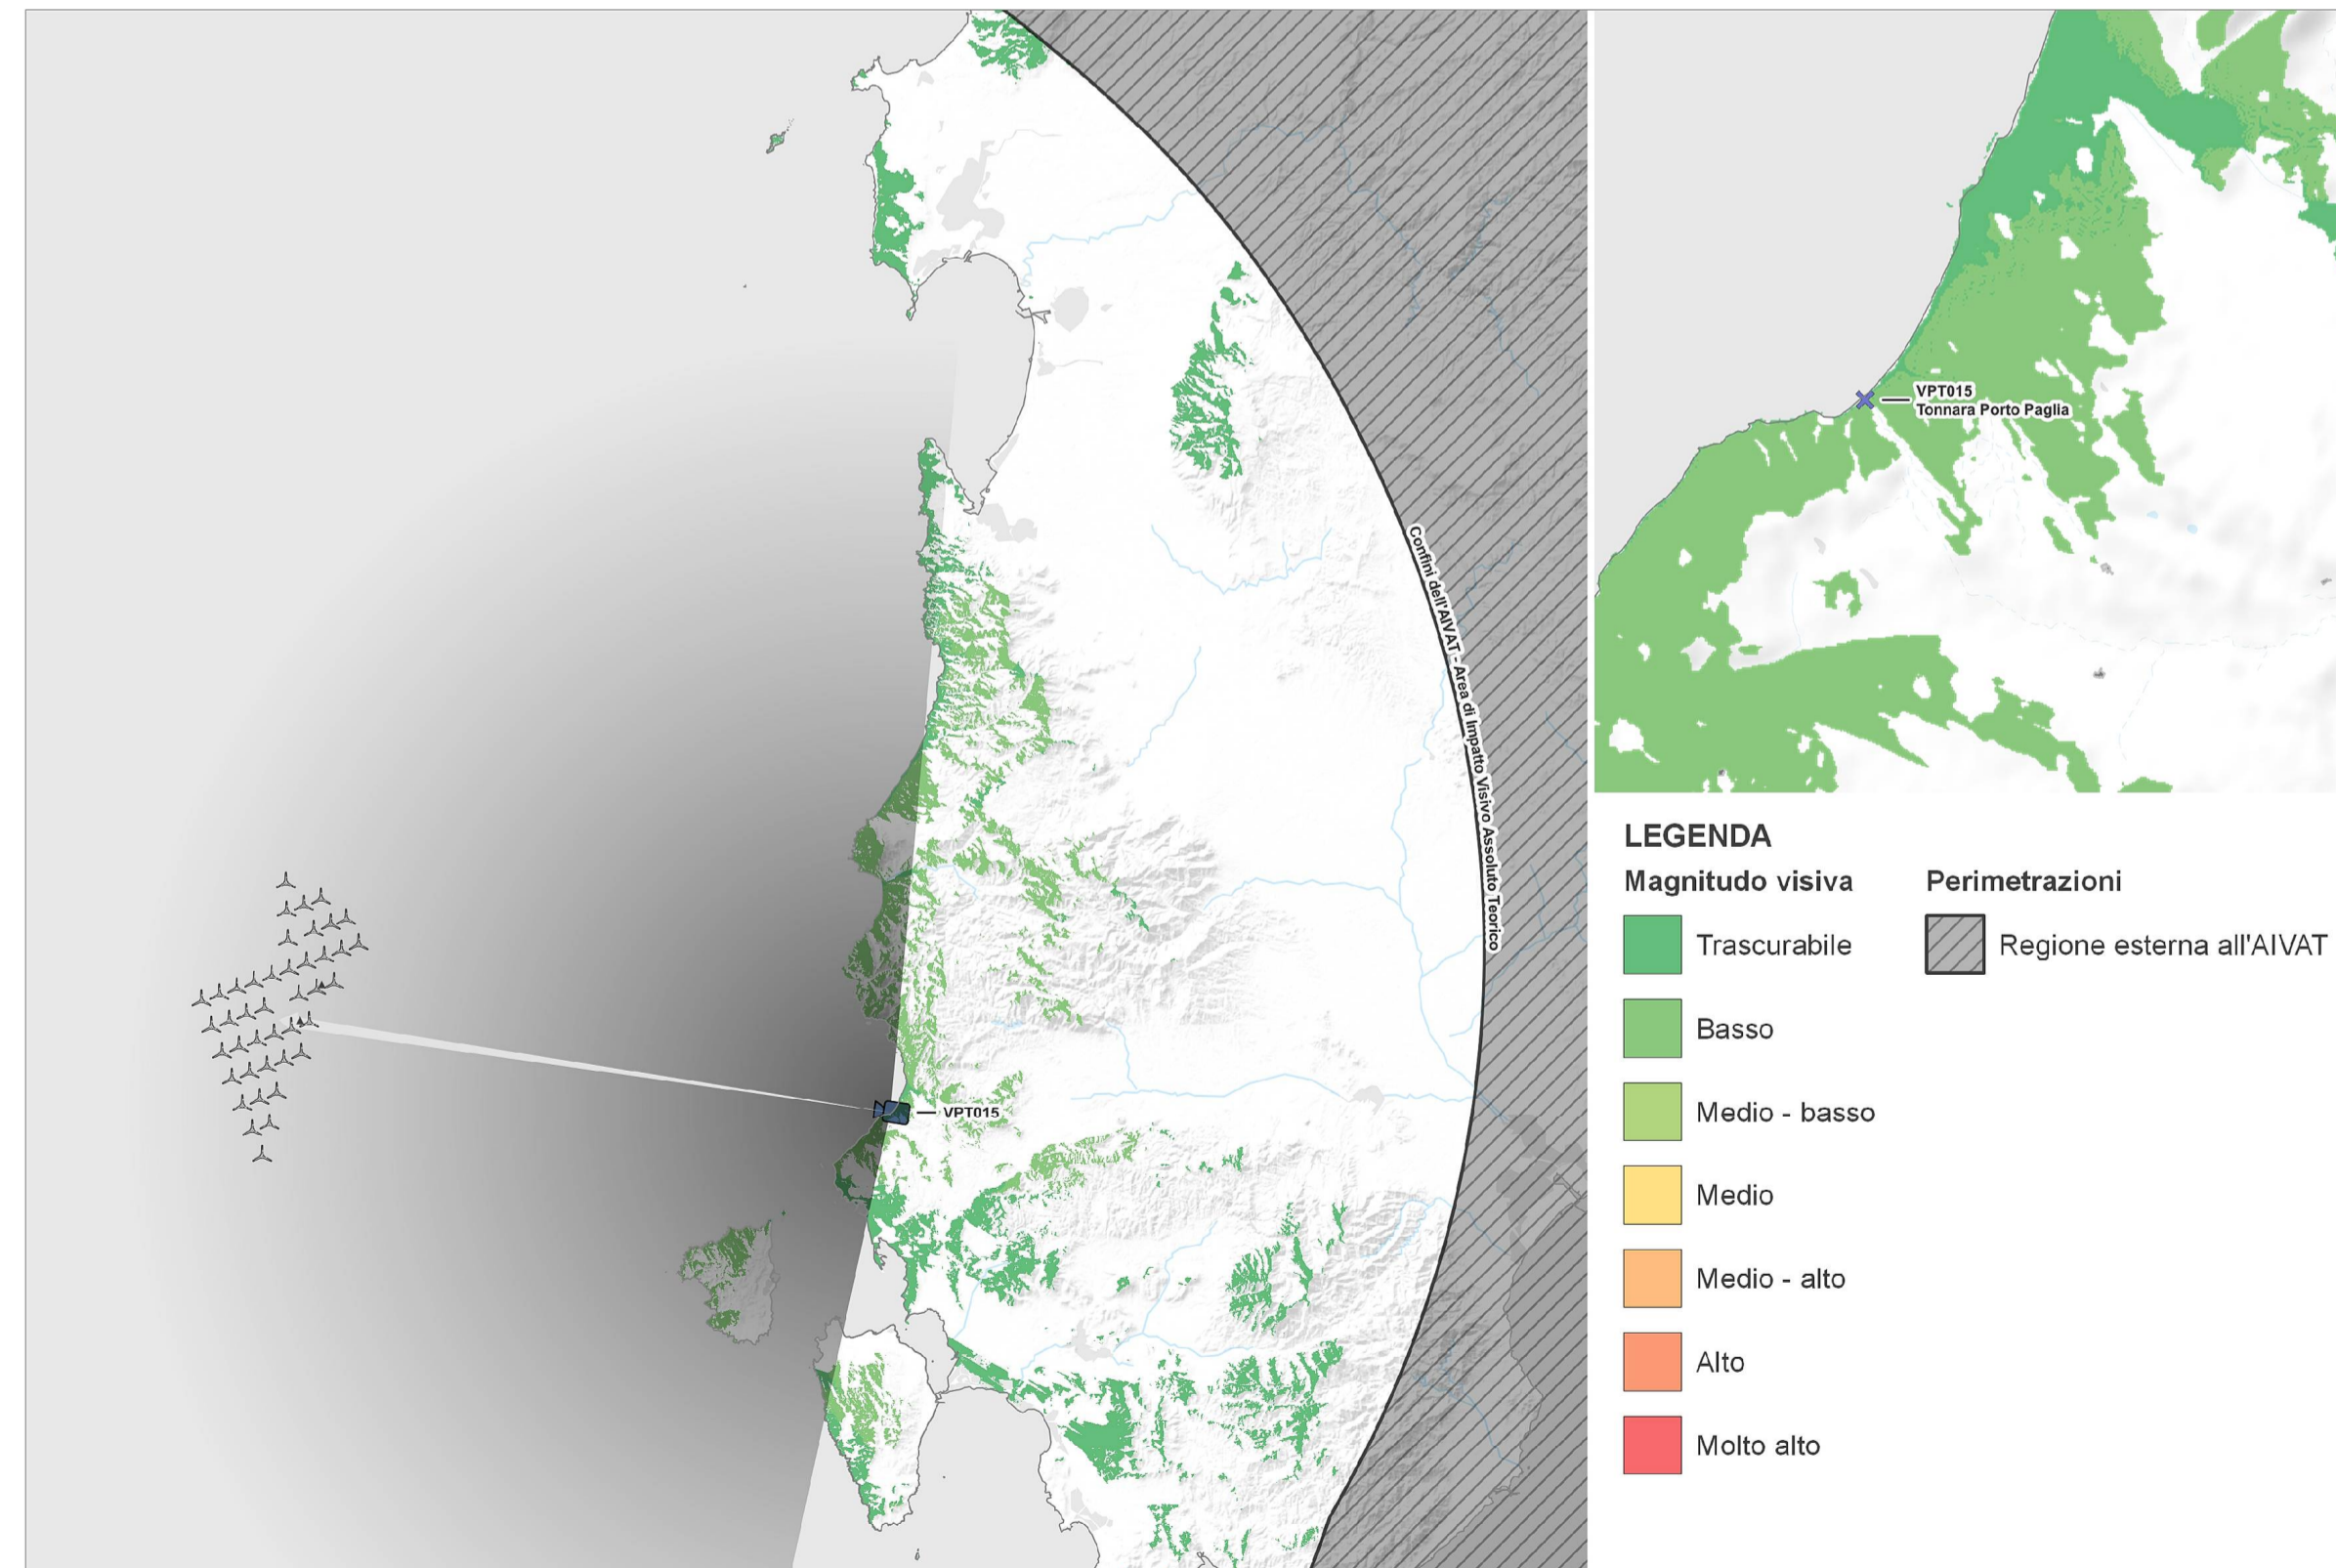 Confini dell'AIVAT - Area di Impatto Visivo Assoluto Teorico
VPT015
VPT015
Tonnara Porto Paglia
LEGENDA
Magnitudo visiva
Trascurabile
Basso
Medio - basso
Medio
Medio - alto
Alto
Molto alto
Perimetrazioni
Regione esterna all'AIVAT